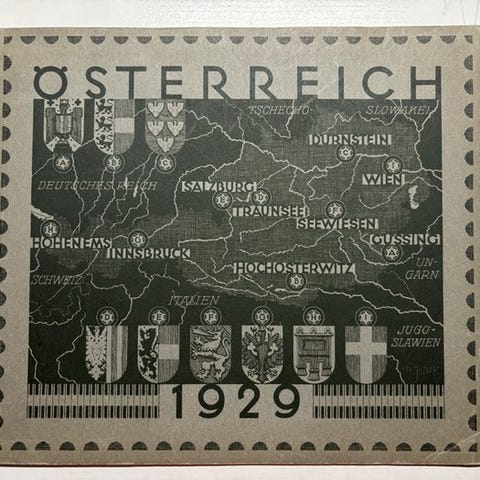 ÖSTERREICH
TSCHECHO- SLOWAKEI
A B C
DÜRNSTEIN
C
WIEN
I
DEUTSCHES REICH
SALZBURG
E D
TRAUNSEE
F
SEEWIESEN
H
HOHENEMS
G
INNSBRUCK
GÜSSING
A
UN-
GARN
HOCHOSTERWITZ
B
SCHWEIZ
ITALIEN
D E F G H I
JUGO-
SLAWIEN
JUNK
1929